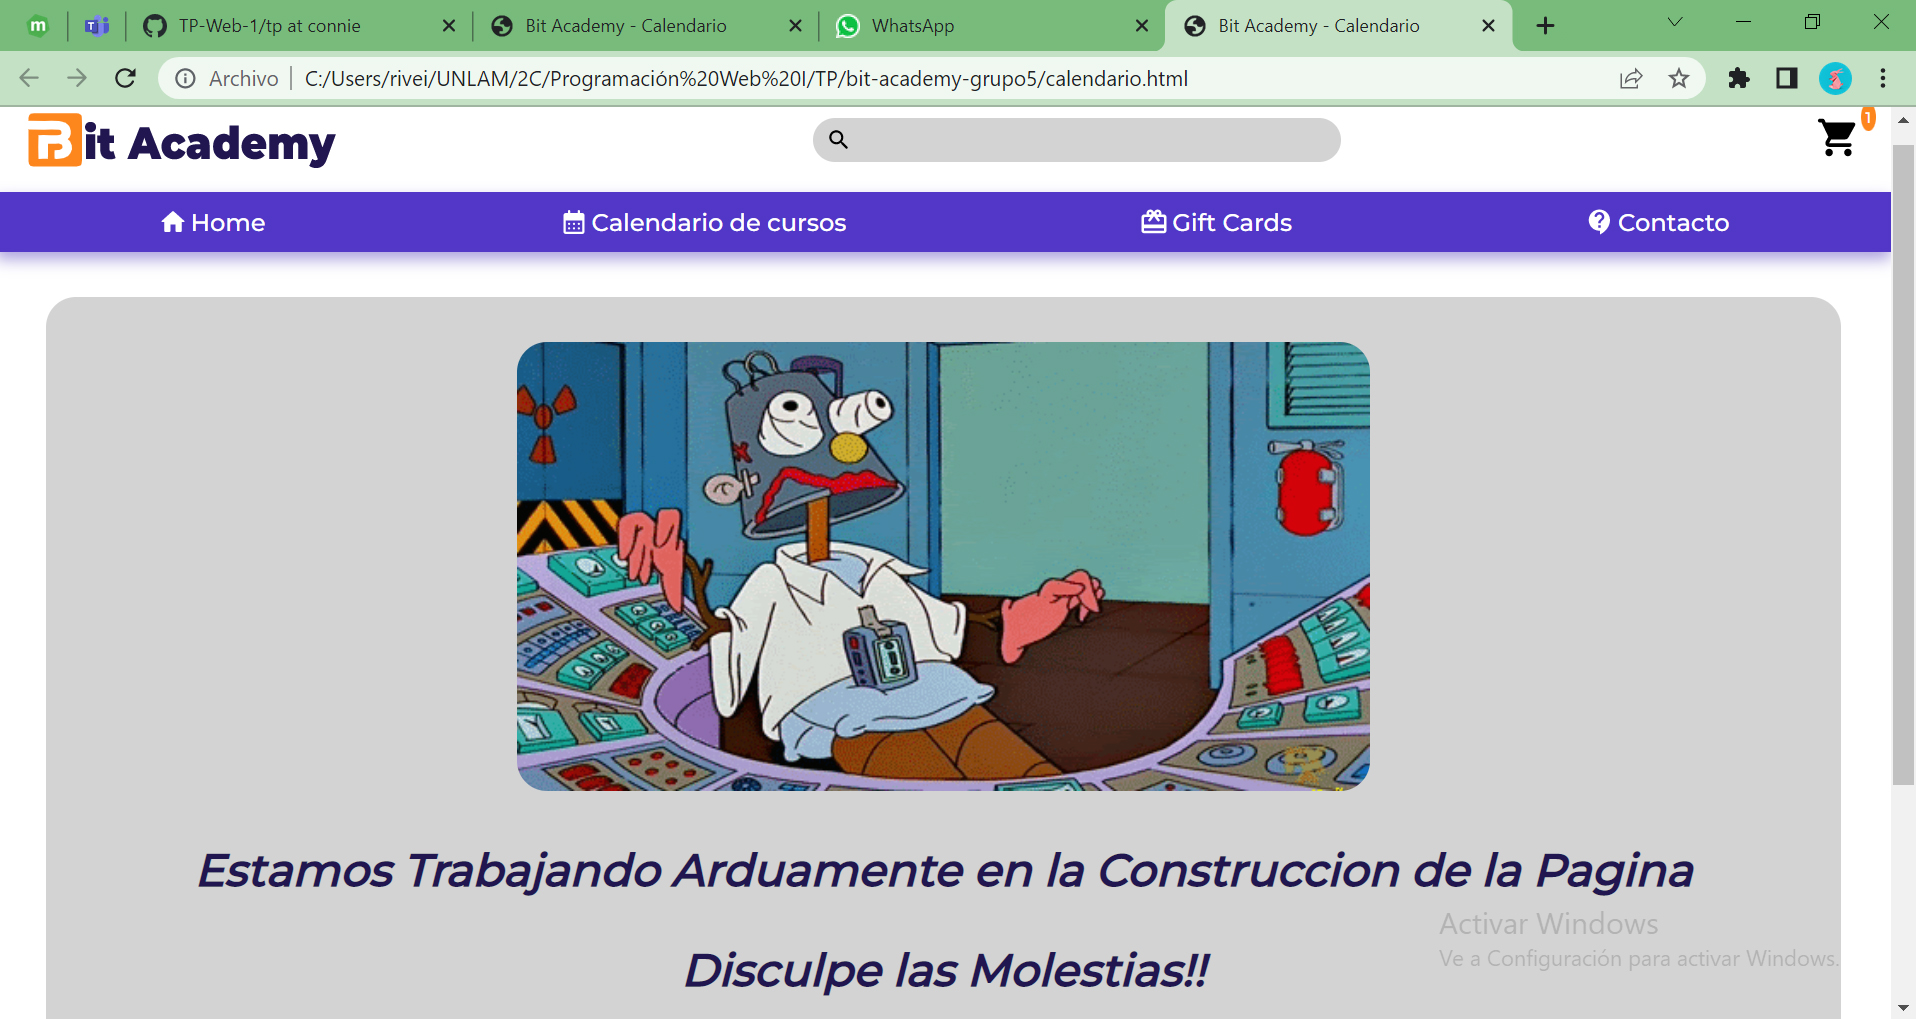 TP-Web-1/tp at connie
Bit Academy - Calendario
WhatsApp
Bit Academy - Calendario
Archivo
C:/Users/rivei/UNLAM/2C/Programación%20Web%20I/TP/bit-academy-grupo5/calendario.html
Bit Academy
1
Home
Calendario de cursos
Gift Cards
Contacto
Estamos Trabajando Arduamente en la Construccion de la Pagina
Disculpe las Molestias!!
Activar Windows
Ve a Configuración para activar Windows.